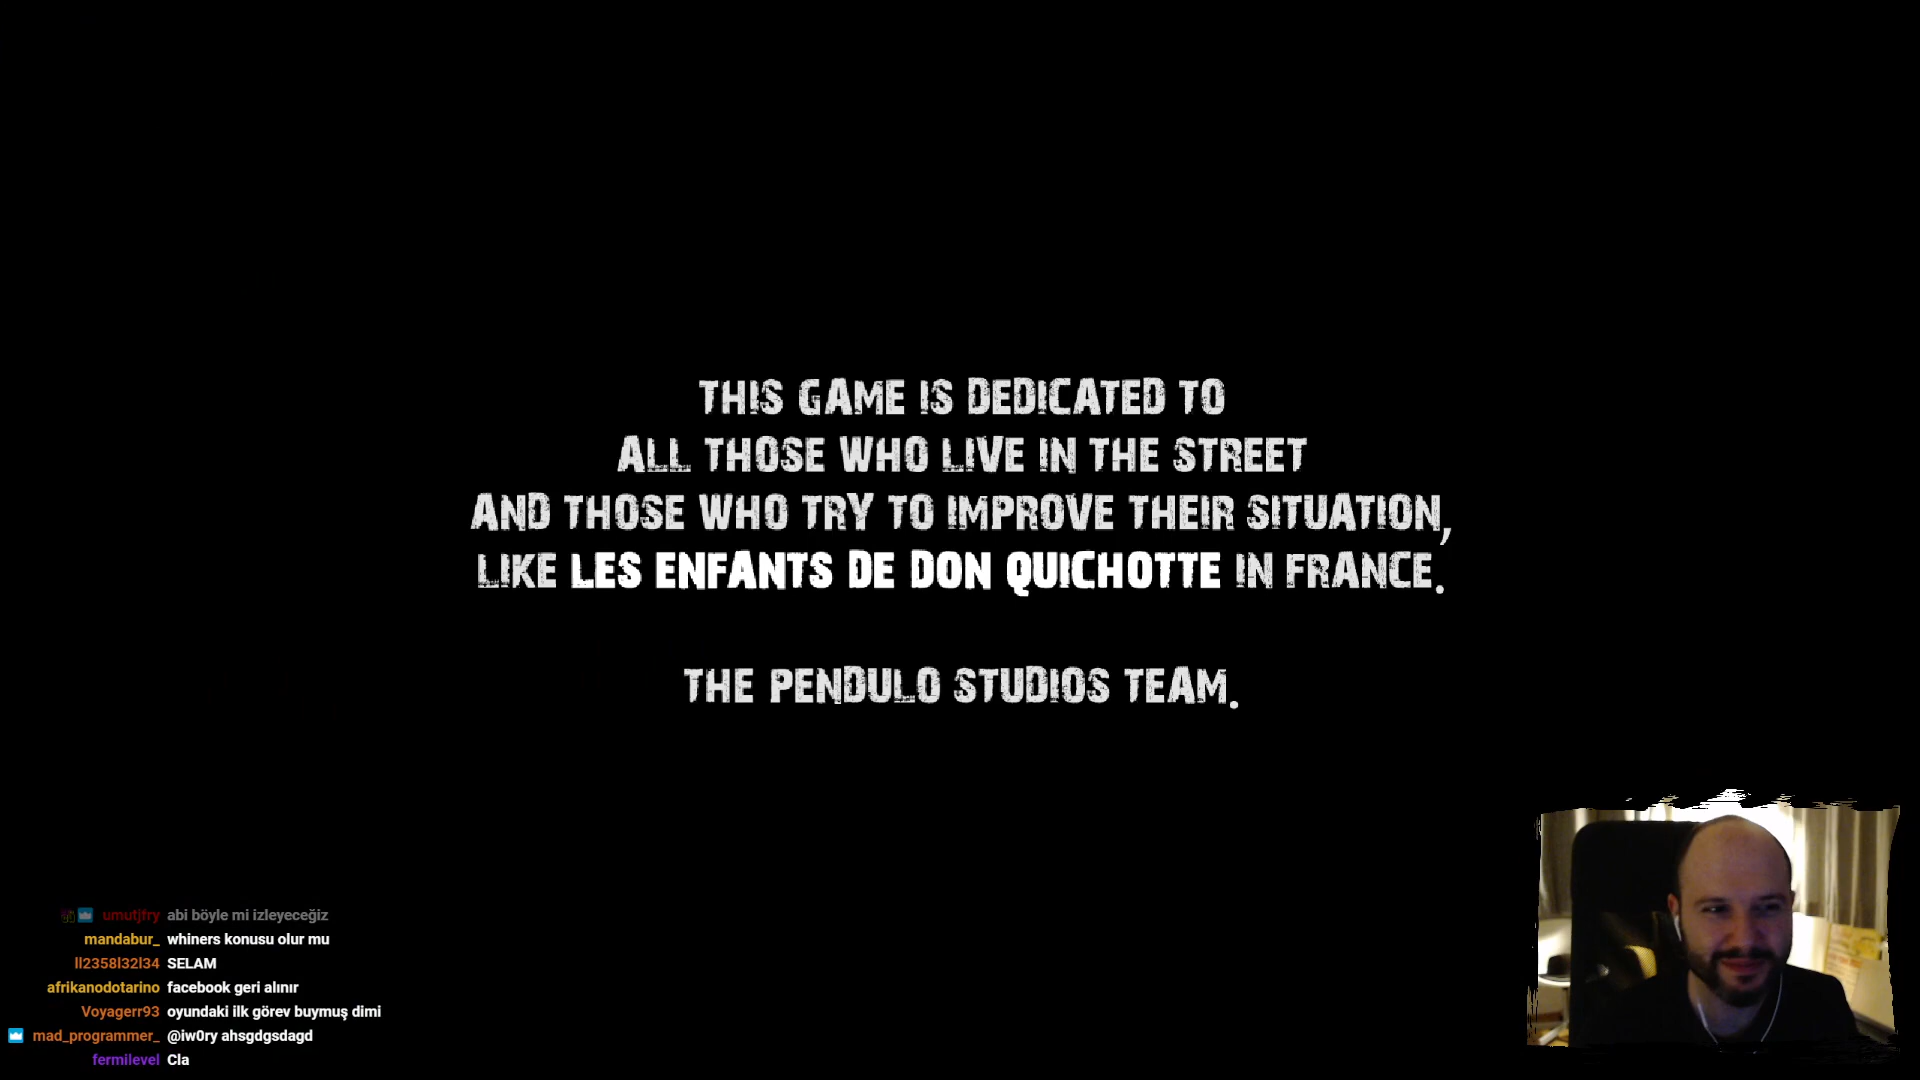 THIS GAME IS DEDICATED TO
ALL THOSE WHO LIVE IN THE STREET
AND THOSE WHO TRY TO IMPROVE THEIR SITUATION,
LIKE LES ENFANTS DE DON QUICHOTTE IN FRANCE.
THE PENDULO STUDIOS TEAM.
umutjfry abi böyle mi izleyeceğiz
mandabur_ whiners konusu olur mu
SELAM
afrikanodotarino facebook geri alınır
Voyagerr93 oyundaki ilk görev buymuş dimi
mad_programmer_ @iw0ry ahsgdgsdagd
fermilevel Cla